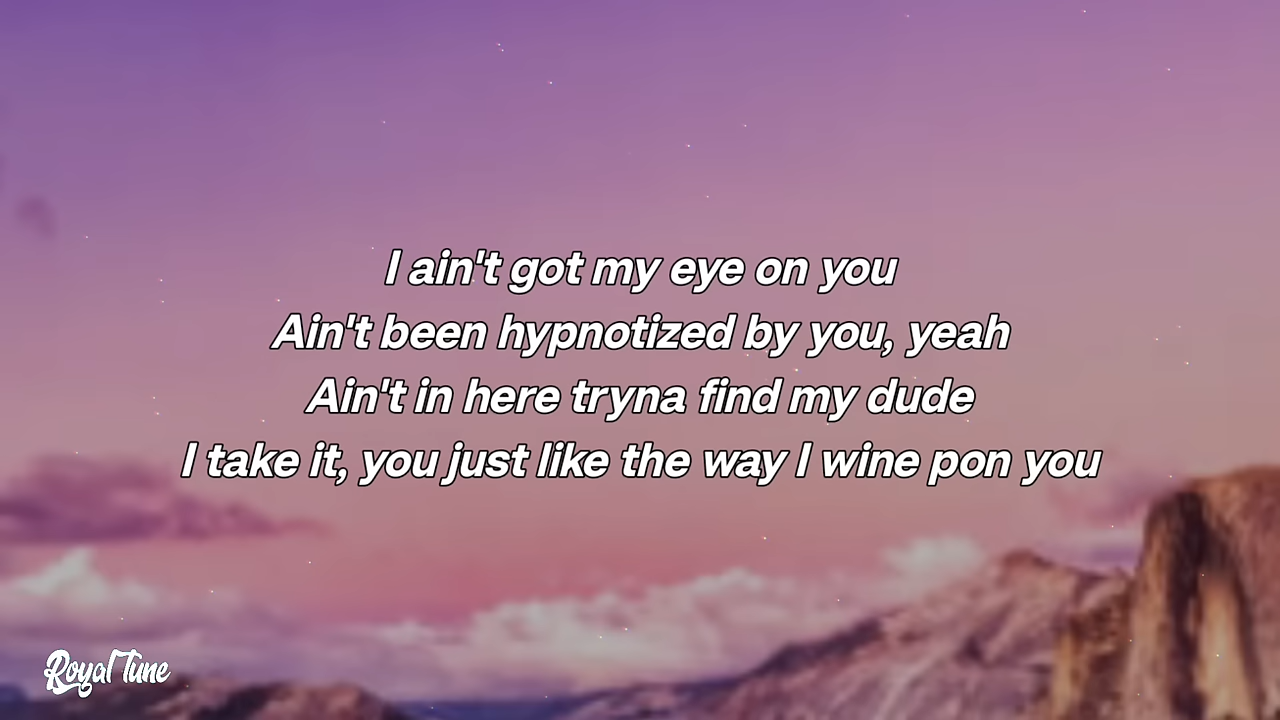 I ain't got my eye on you
Ain't been hypnotized by you, yeah
Ain't in here tryna find my dude
I take it, you just like the way I wine pon you
Royal Tune